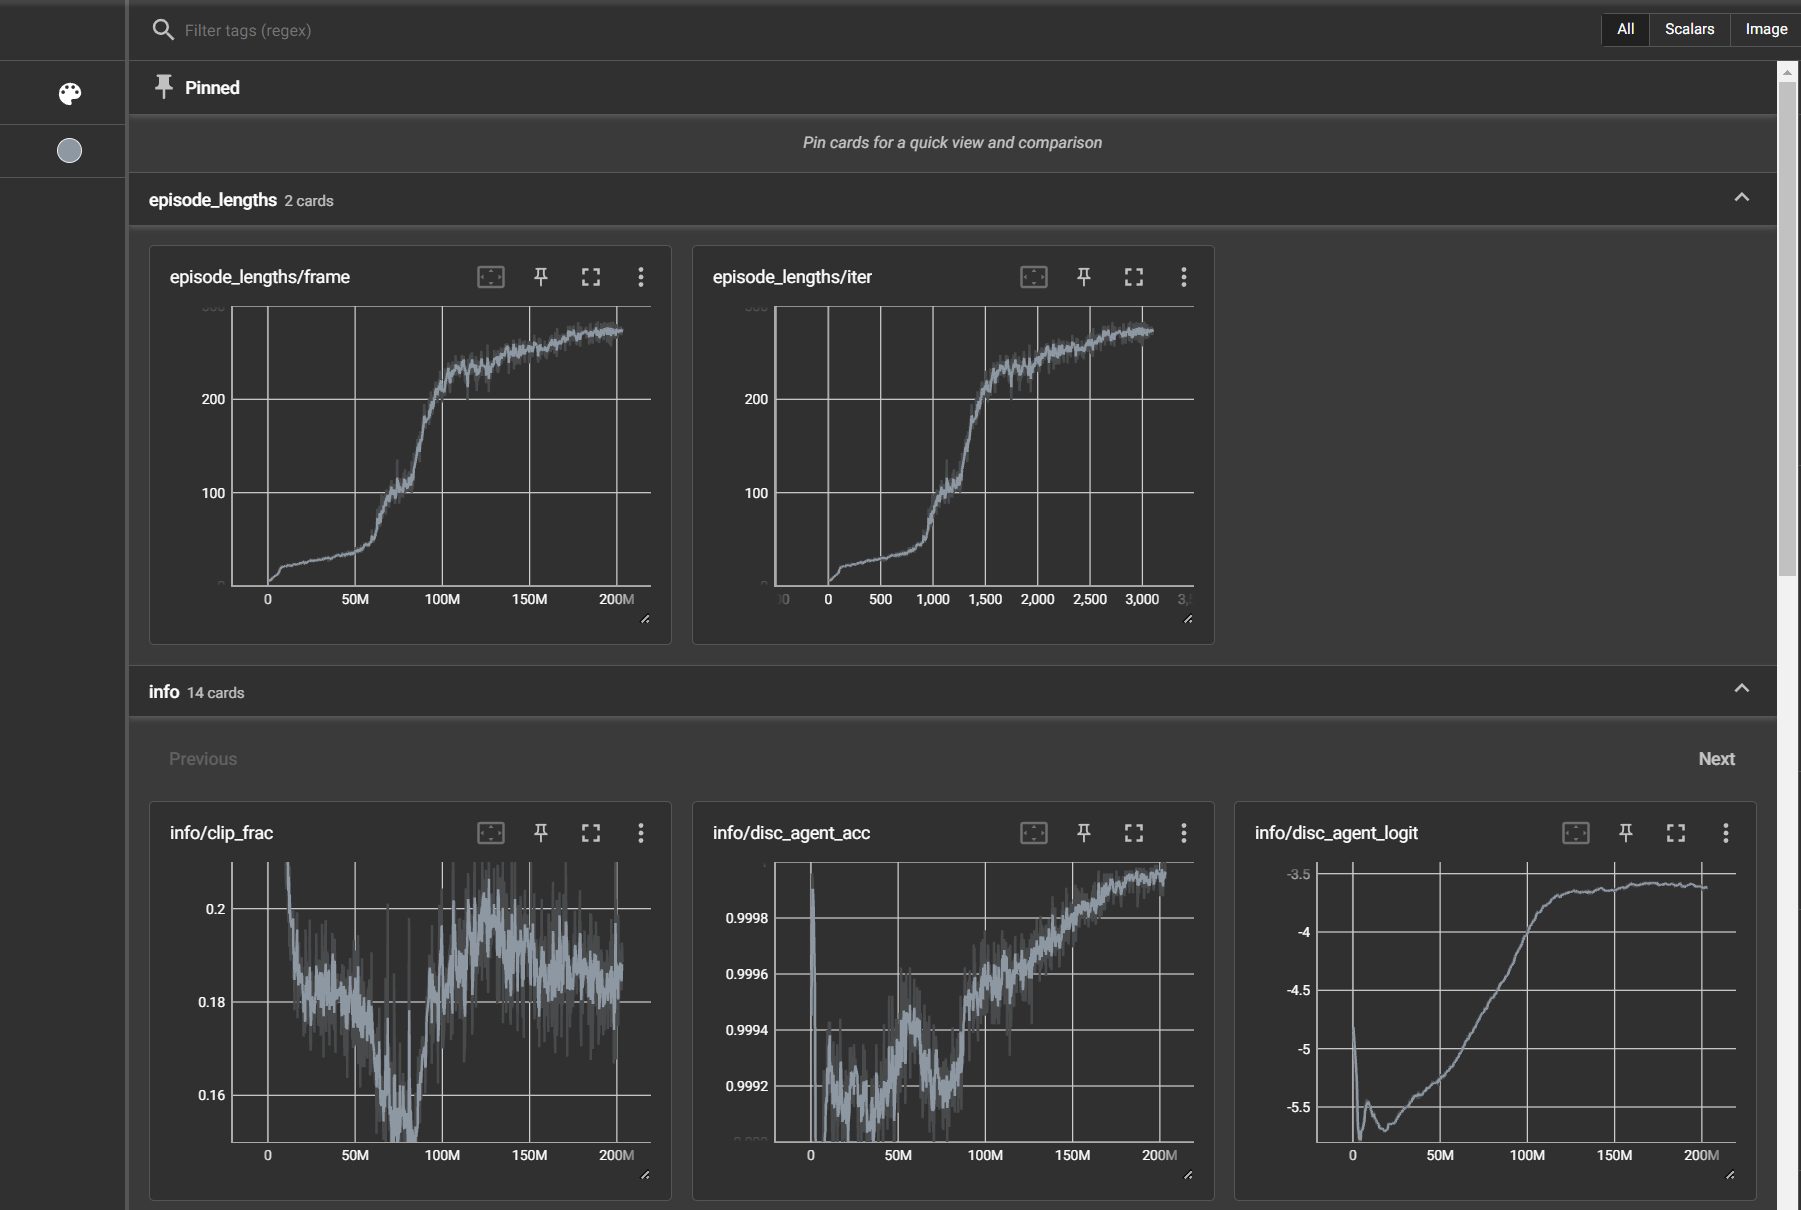 Filter tags (regex)
All Scalars Image
Pinned
Pin cards for a quick view and comparison
episode_lengths 2 cards
episode_lengths/frame
200
100
0 50M 100M 150M 200M
episode_lengths/iter
200
100
0 500 1,000 1,500 2,000 2,500 3,000
info 14 cards
Previous Next
info/clip_frac
0.2
0.18
0.16
0 50M 100M 150M 200M
info/disc_agent_acc
0.9998
0.9996
0.9994
0.9992
0 50M 100M 150M 200M
info/disc_agent_logit
-3.5
-4
-4.5
-5
-5.5
0 50M 100M 150M 200M